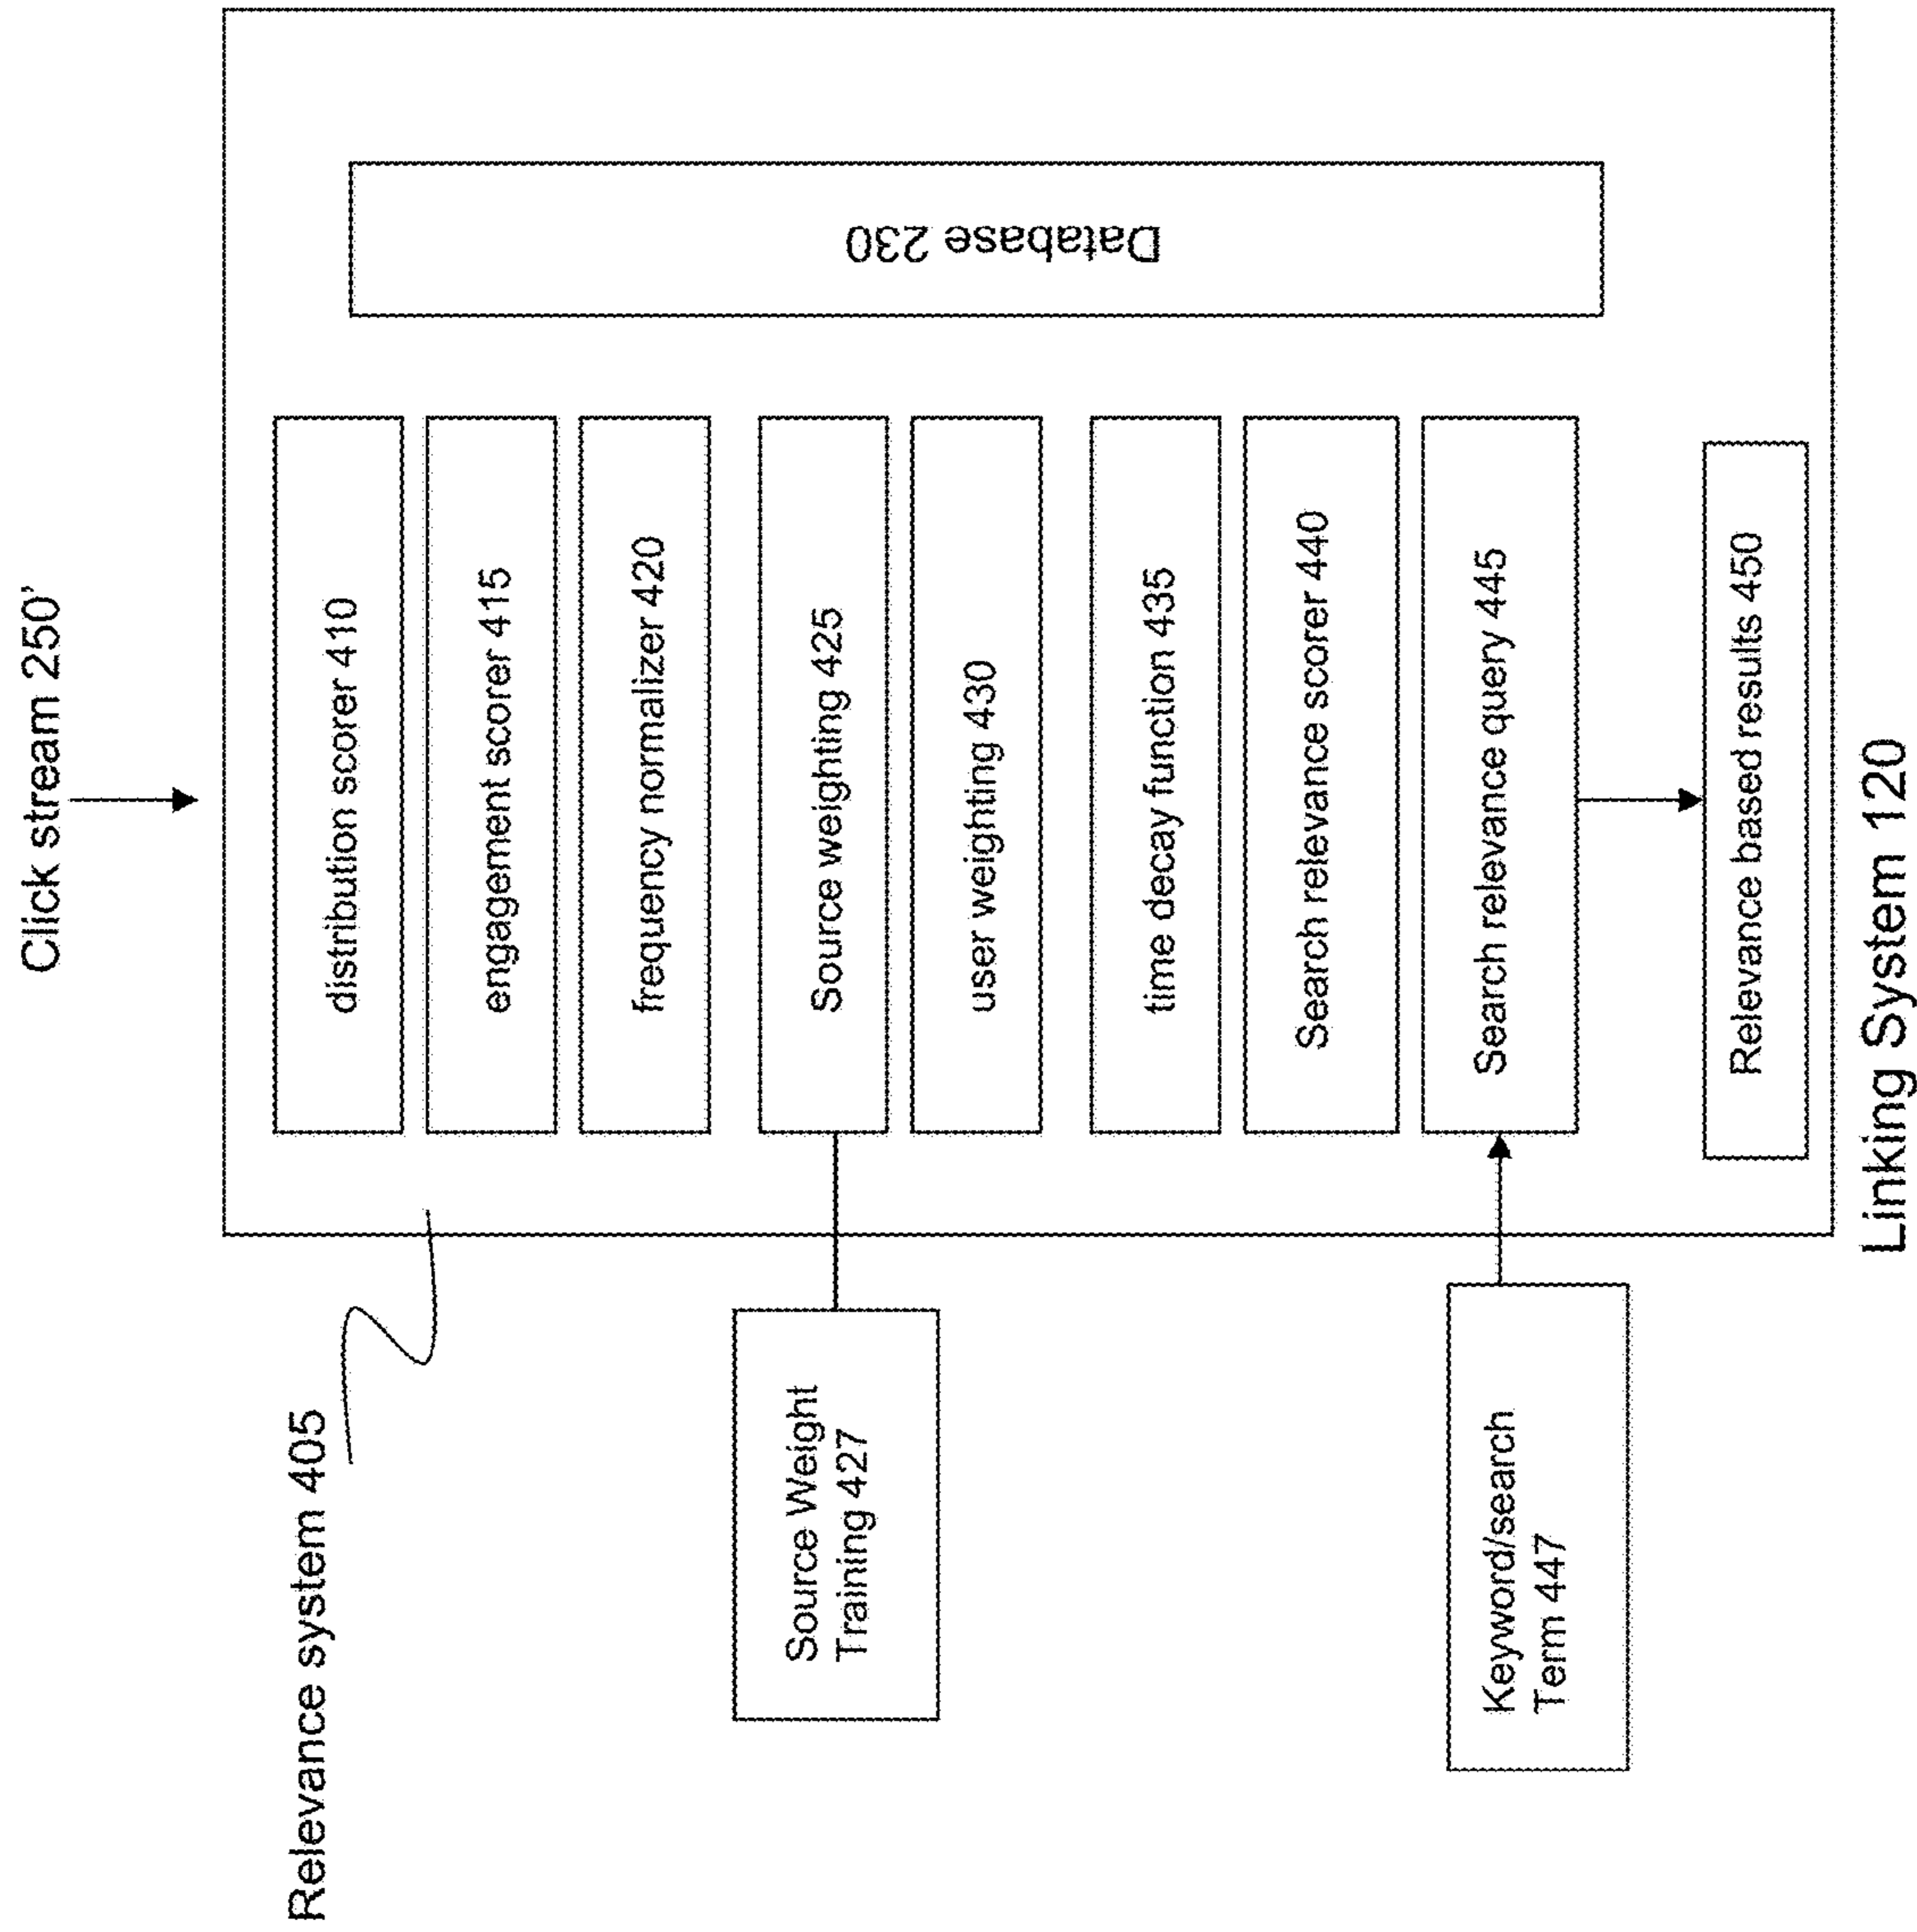 Click stream 250'
Relevance system 405
distribution scorer 410
engagement scorer 415
frequency normalizer 420
Source Weight
Training 427
Source weighting 425
user weighting 430
time decay function 435
Search relevance scorer 440
Keyword/search
Term 447
Search relevance query 445
Relevance based results 450
Database 230
Linking System 120